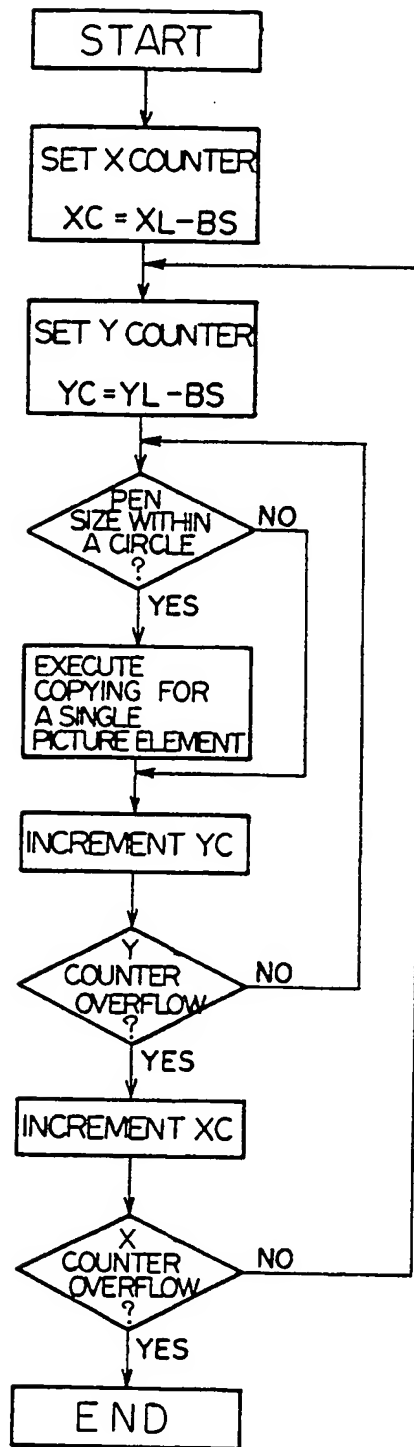 START
SET X COUNTER
XC = XL-BS
SET Y COUNTER
YC=YL-BS
PEN
SIZE WITHIN
A CIRCLE
?
NO
YES
EXECUTE
COPYING FOR
A SINGLE
PICTURE ELEMENT
INCREMENT YC
Y
COUNTER
OVERFLOW
?
NO
YES
INCREMENT XC
X
COUNTER
OVERFLOW
?
NO
YES
END